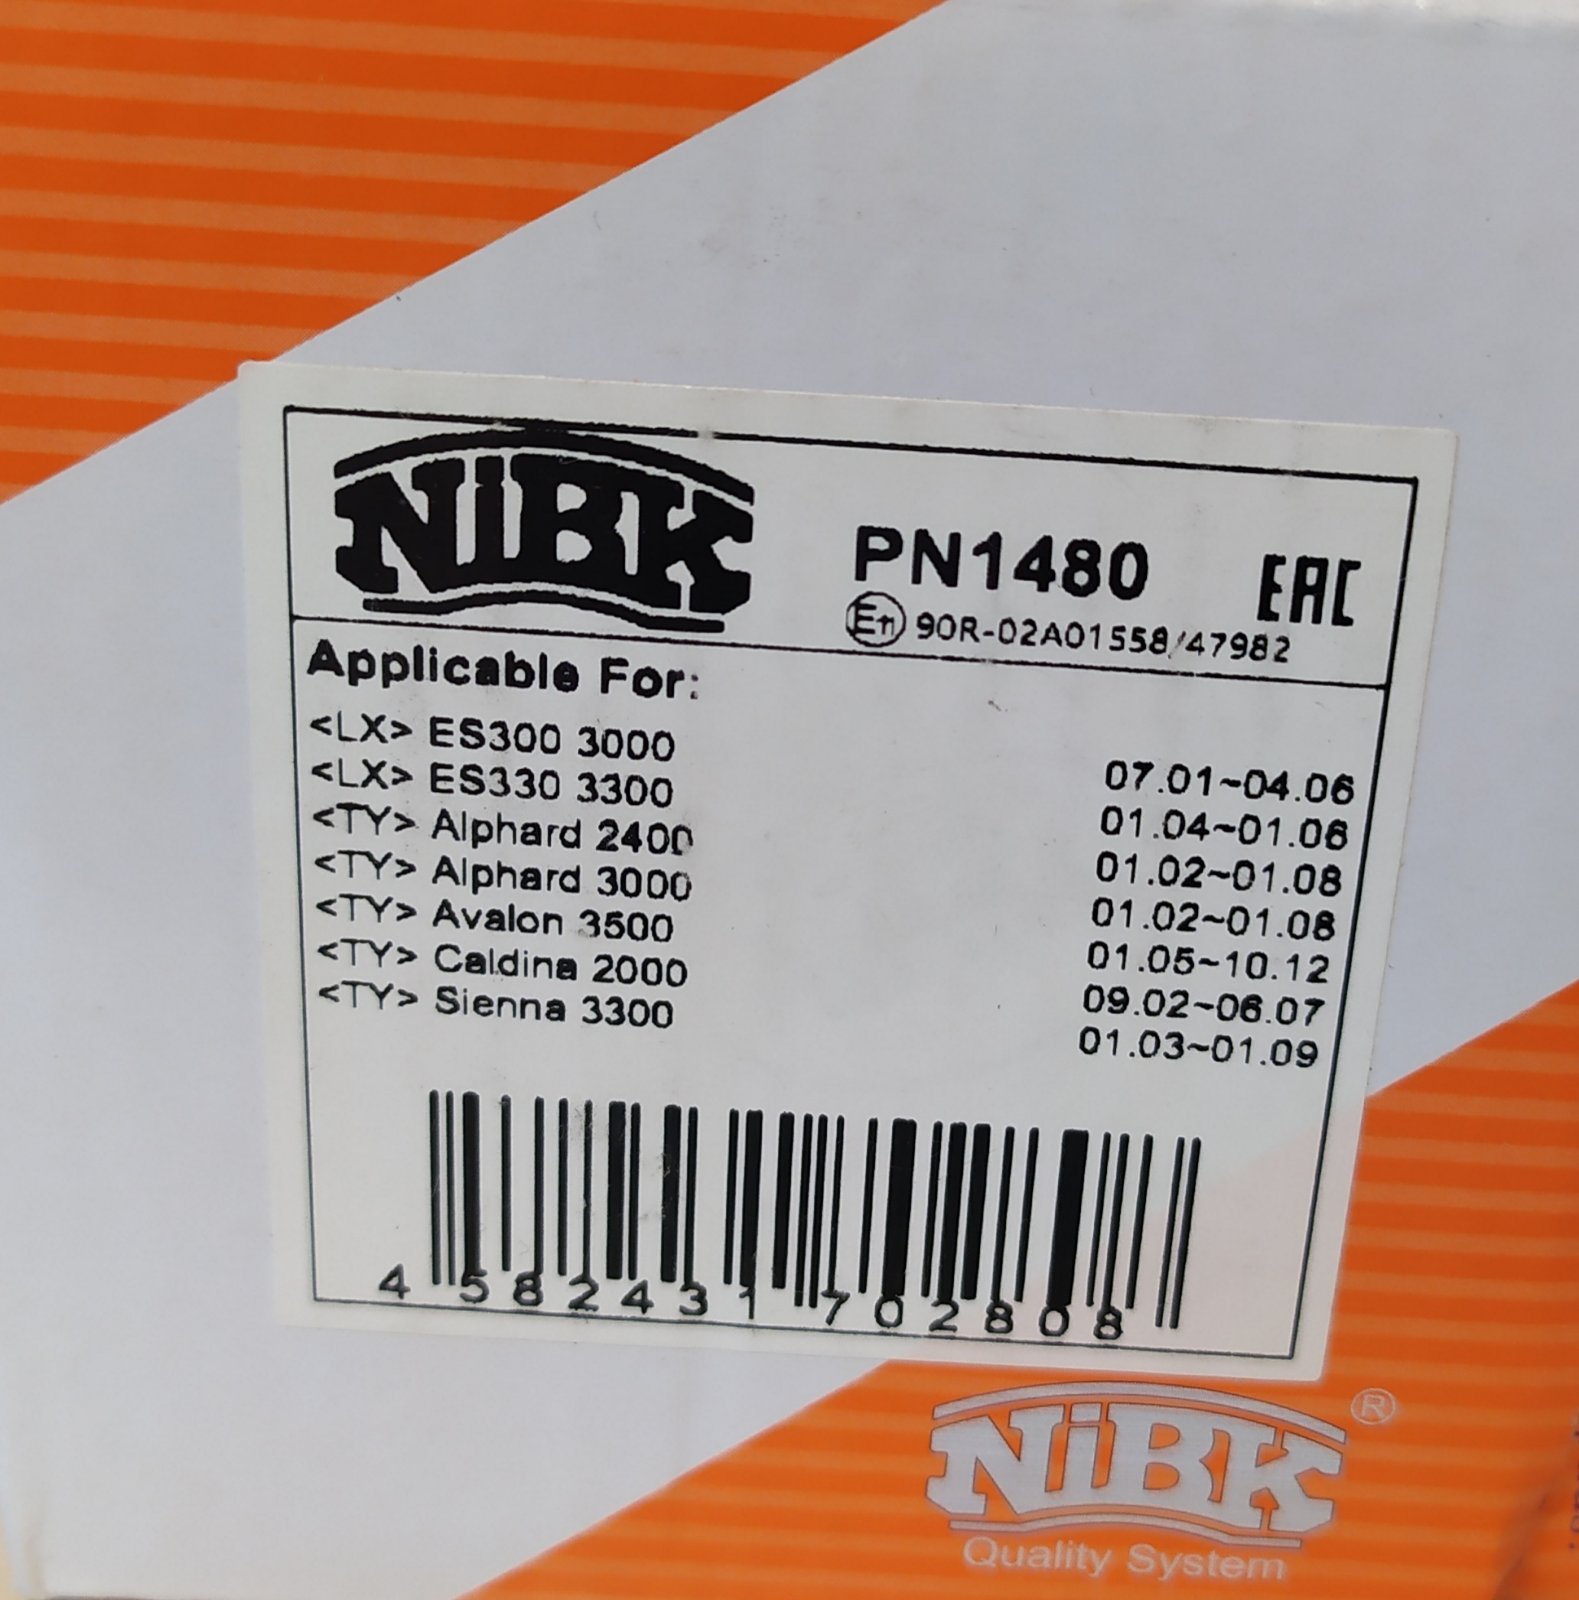 NiBK
PN1480
EAC
E11 90R-02A01558/47982
Applicable For:
<LX> ES300 3000 07.01~04.06
<LX> ES330 3300 01.04~01.06
<TY> Alphard 2400 01.02~01.08
<TY> Alphard 3000 01.02~01.08
<TY> Avalon 3500 01.05~10.12
<TY> Caldina 2000 09.02~06.07
<TY> Sienna 3300 01.03~01.09
4 582431 702808
NiBK ®
Quality System